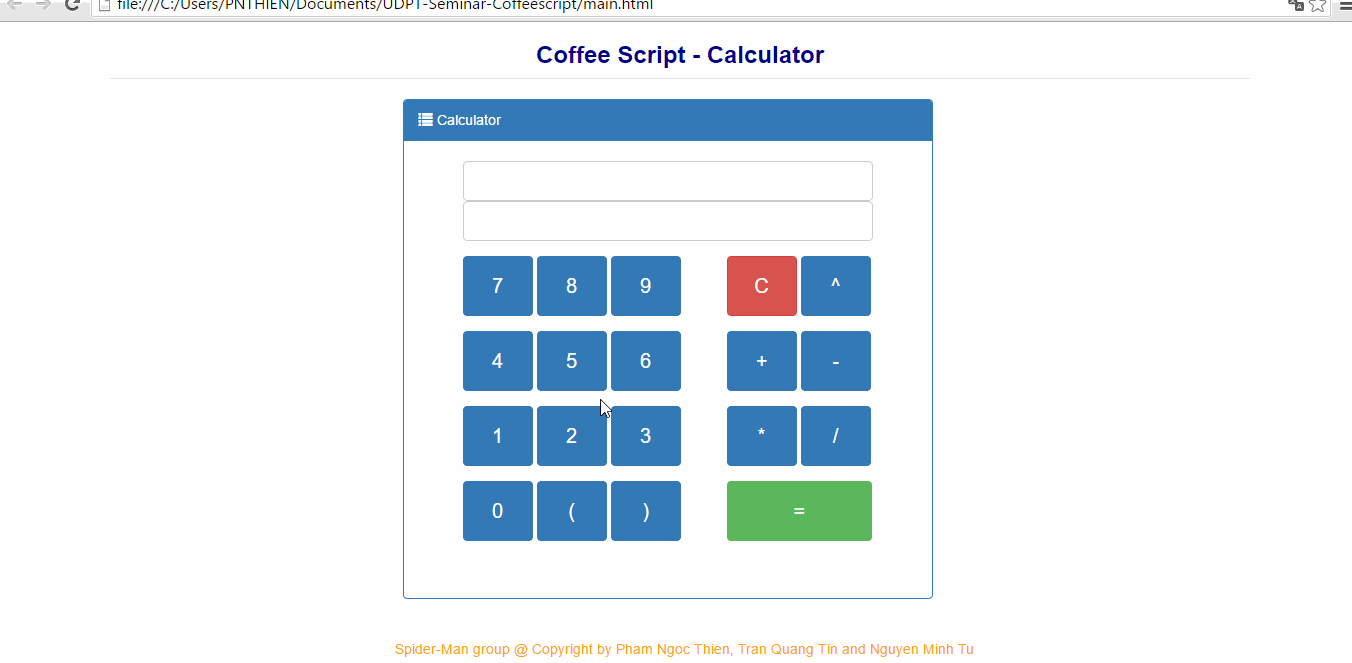 file:///C:/Users/PNTHIEN/Documents/UDPT-Seminar-Coffeescript/main.html
Coffee Script - Calculator
Calculator
7 8 9 C ^
4 5 6 + -
1 2 3 * /
0 ( ) =
Spider-Man group @ Copyright by Pham Ngoc Thien, Tran Quang Tin and Nguyen Minh Tu